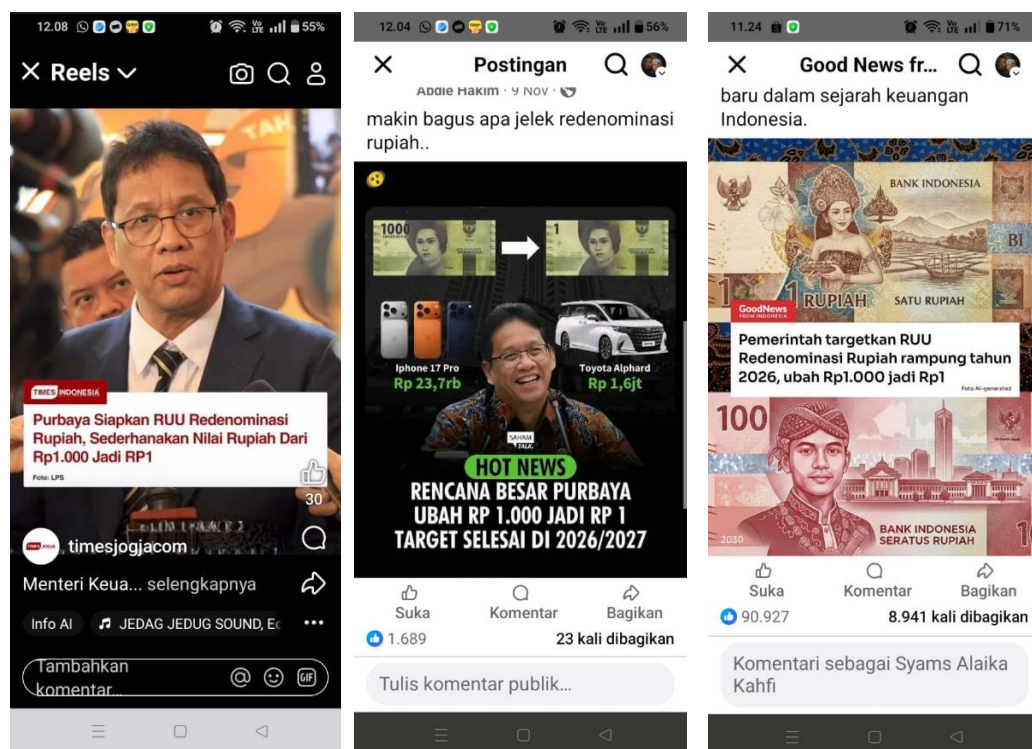 12.08
55%
Reels
TIMES INDONESIA
Purbaya Siapkan RUU Redenominasi
Rupiah, Sederhanakan Nilai Rupiah Dari
Rp1.000 Jadi RP1
Foto: LPS
30
timesjogjacom
Menteri Keua... selengkapnya
Info AI
JEDAG JEDUG SOUND, Ec
Tambahkan
komentar...
GIF
12.04
56%
Postingan
Abdie Hakim · 9 Nov
makin bagus apa jelek redenominasi
rupiah..
1000
1
Iphone 17 Pro
Rp 23,7rb
Toyota Alphard
Rp 1,6jt
SAHAM
TALK.
HOT NEWS
RENCANA BESAR PURBAYA
UBAH RP 1.000 JADI RP 1
TARGET SELESAI DI 2026/2027
Suka
Komentar
Bagikan
1.689
23 kali dibagikan
Tulis komentar publik...
11.24
71%
Good News fr...
baru dalam sejarah keuangan
Indonesia.
BANK INDONESIA
BI
1
1
RUPIAH
SATU RUPIAH
GoodNews
FROM INDONESIA
Pemerintah targetkan RUU
Redenominasi Rupiah rampung tahun
2026, ubah Rp1.000 jadi Rp1
Foto AI-generated
100
2030
BANK INDONESIA
SERATUS RUPIAH
1
Suka
Komentar
Bagikan
90.927
8.941 kali dibagikan
Komentari sebagai Syams Alaika
Kahfi